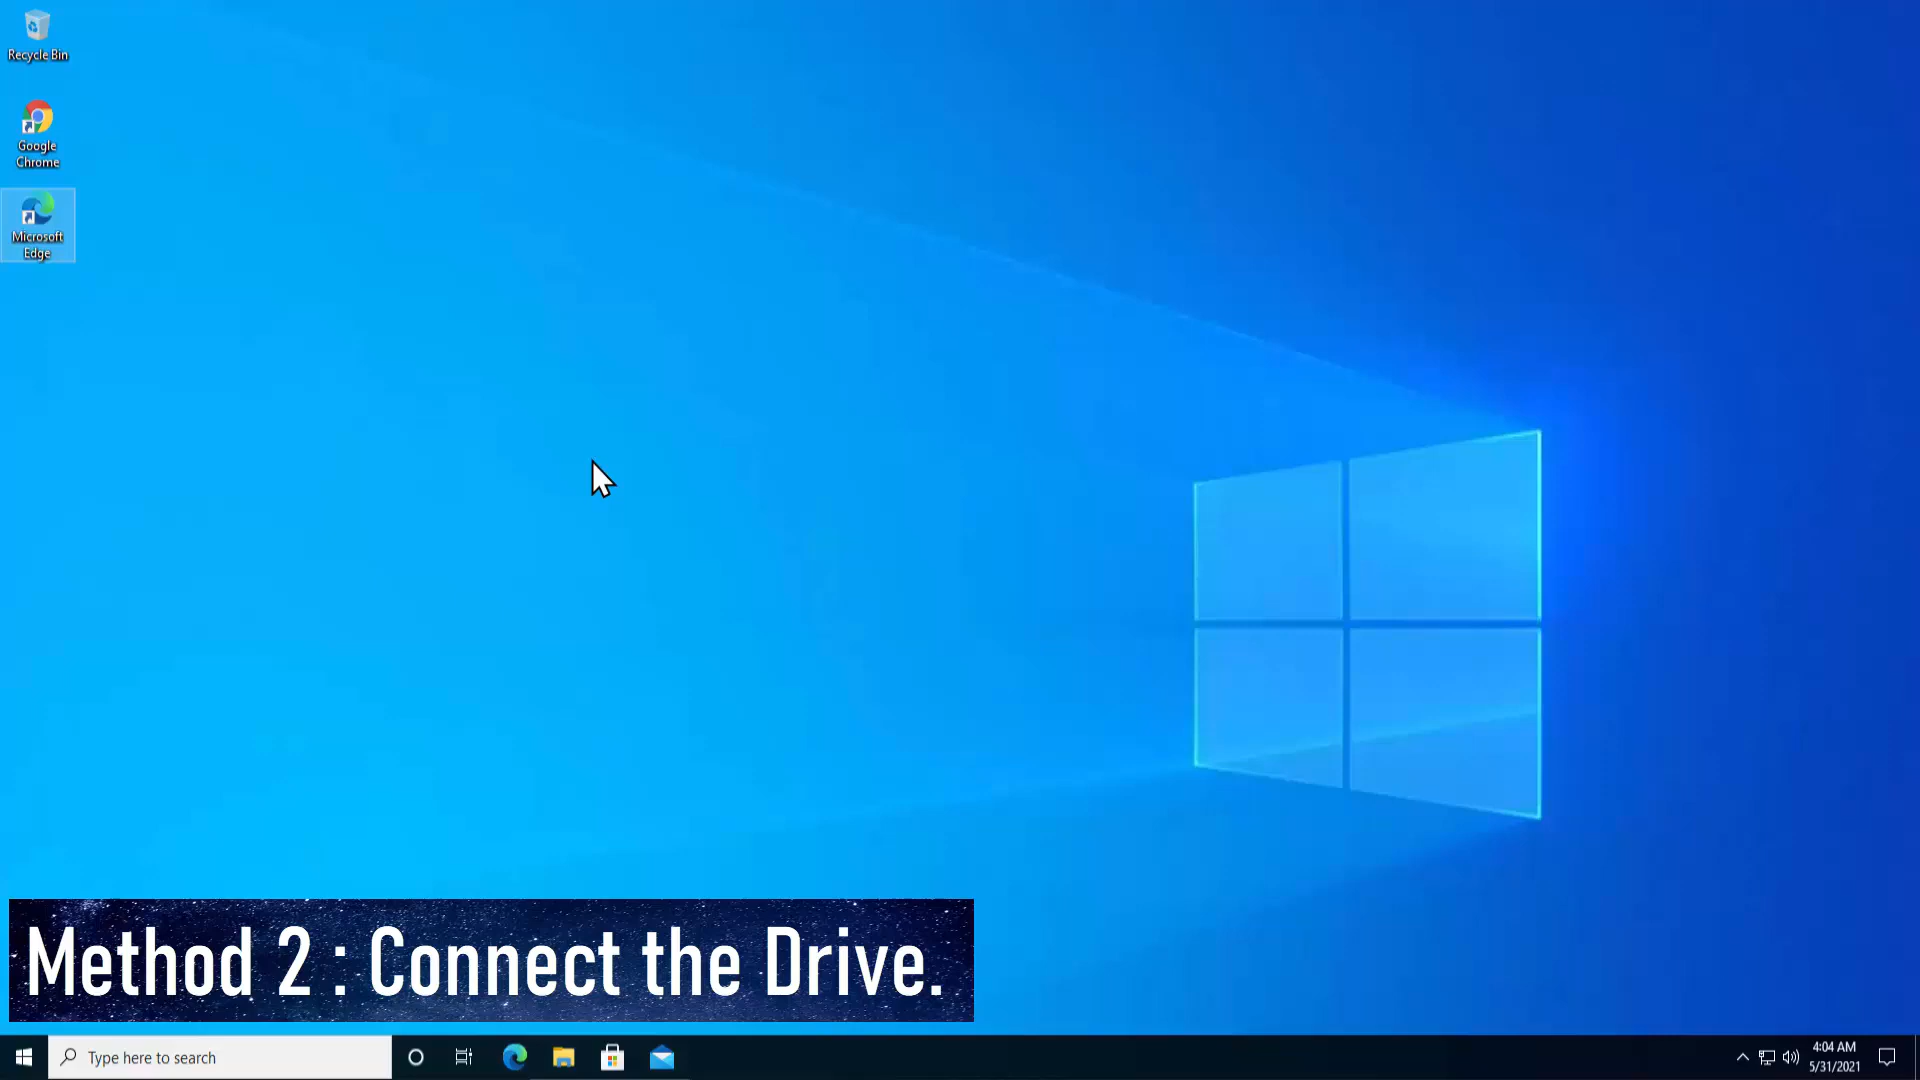 Recycle Bin
Google
Chrome
Microsoft
Edge
Method 2 : Connect the Drive.
Type here to search
4:04 AM
5/31/2021